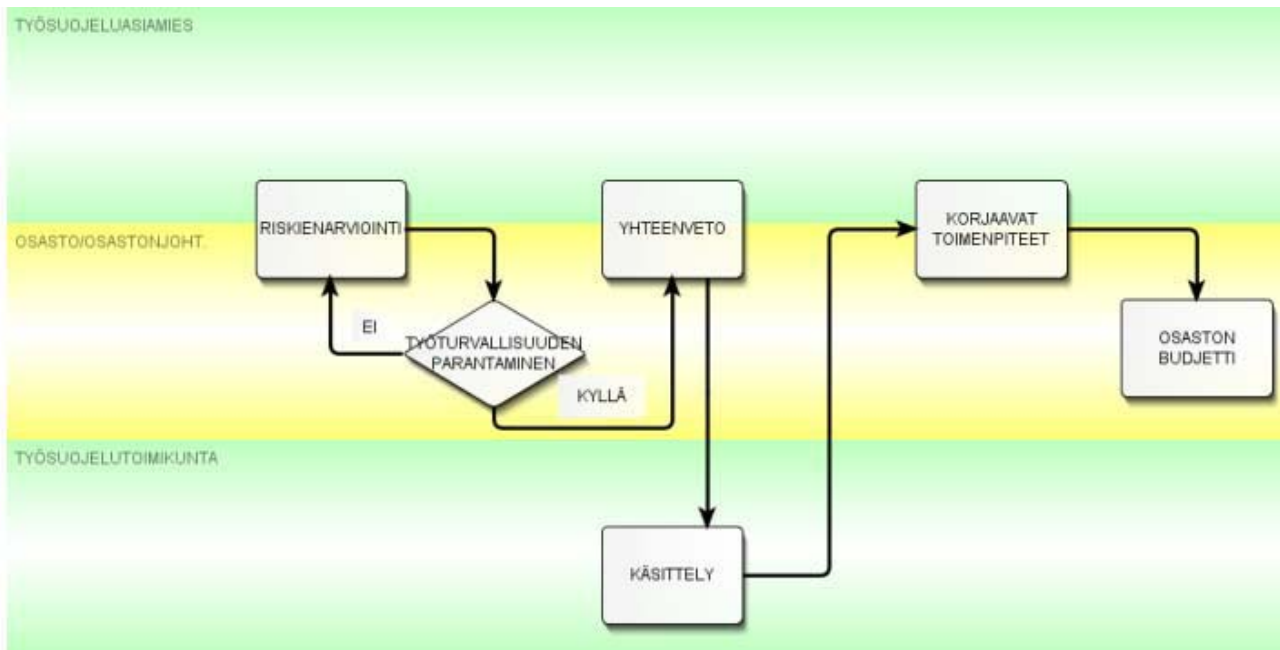 TYÖSUOJELUASIAMIES
RISKIENARVIOINTI
YHTEENVETO
KORJAAVAT
TOIMENPITEET
OSASTO/OSASTONJOHT.
EI
TYÖTURVALLISUUDEN
PARANTAMINEN
KYLLÄ
OSASTON
BUDJETTI
TYÖSUOJELUTOIMIKUNTA
KÄSITTELY